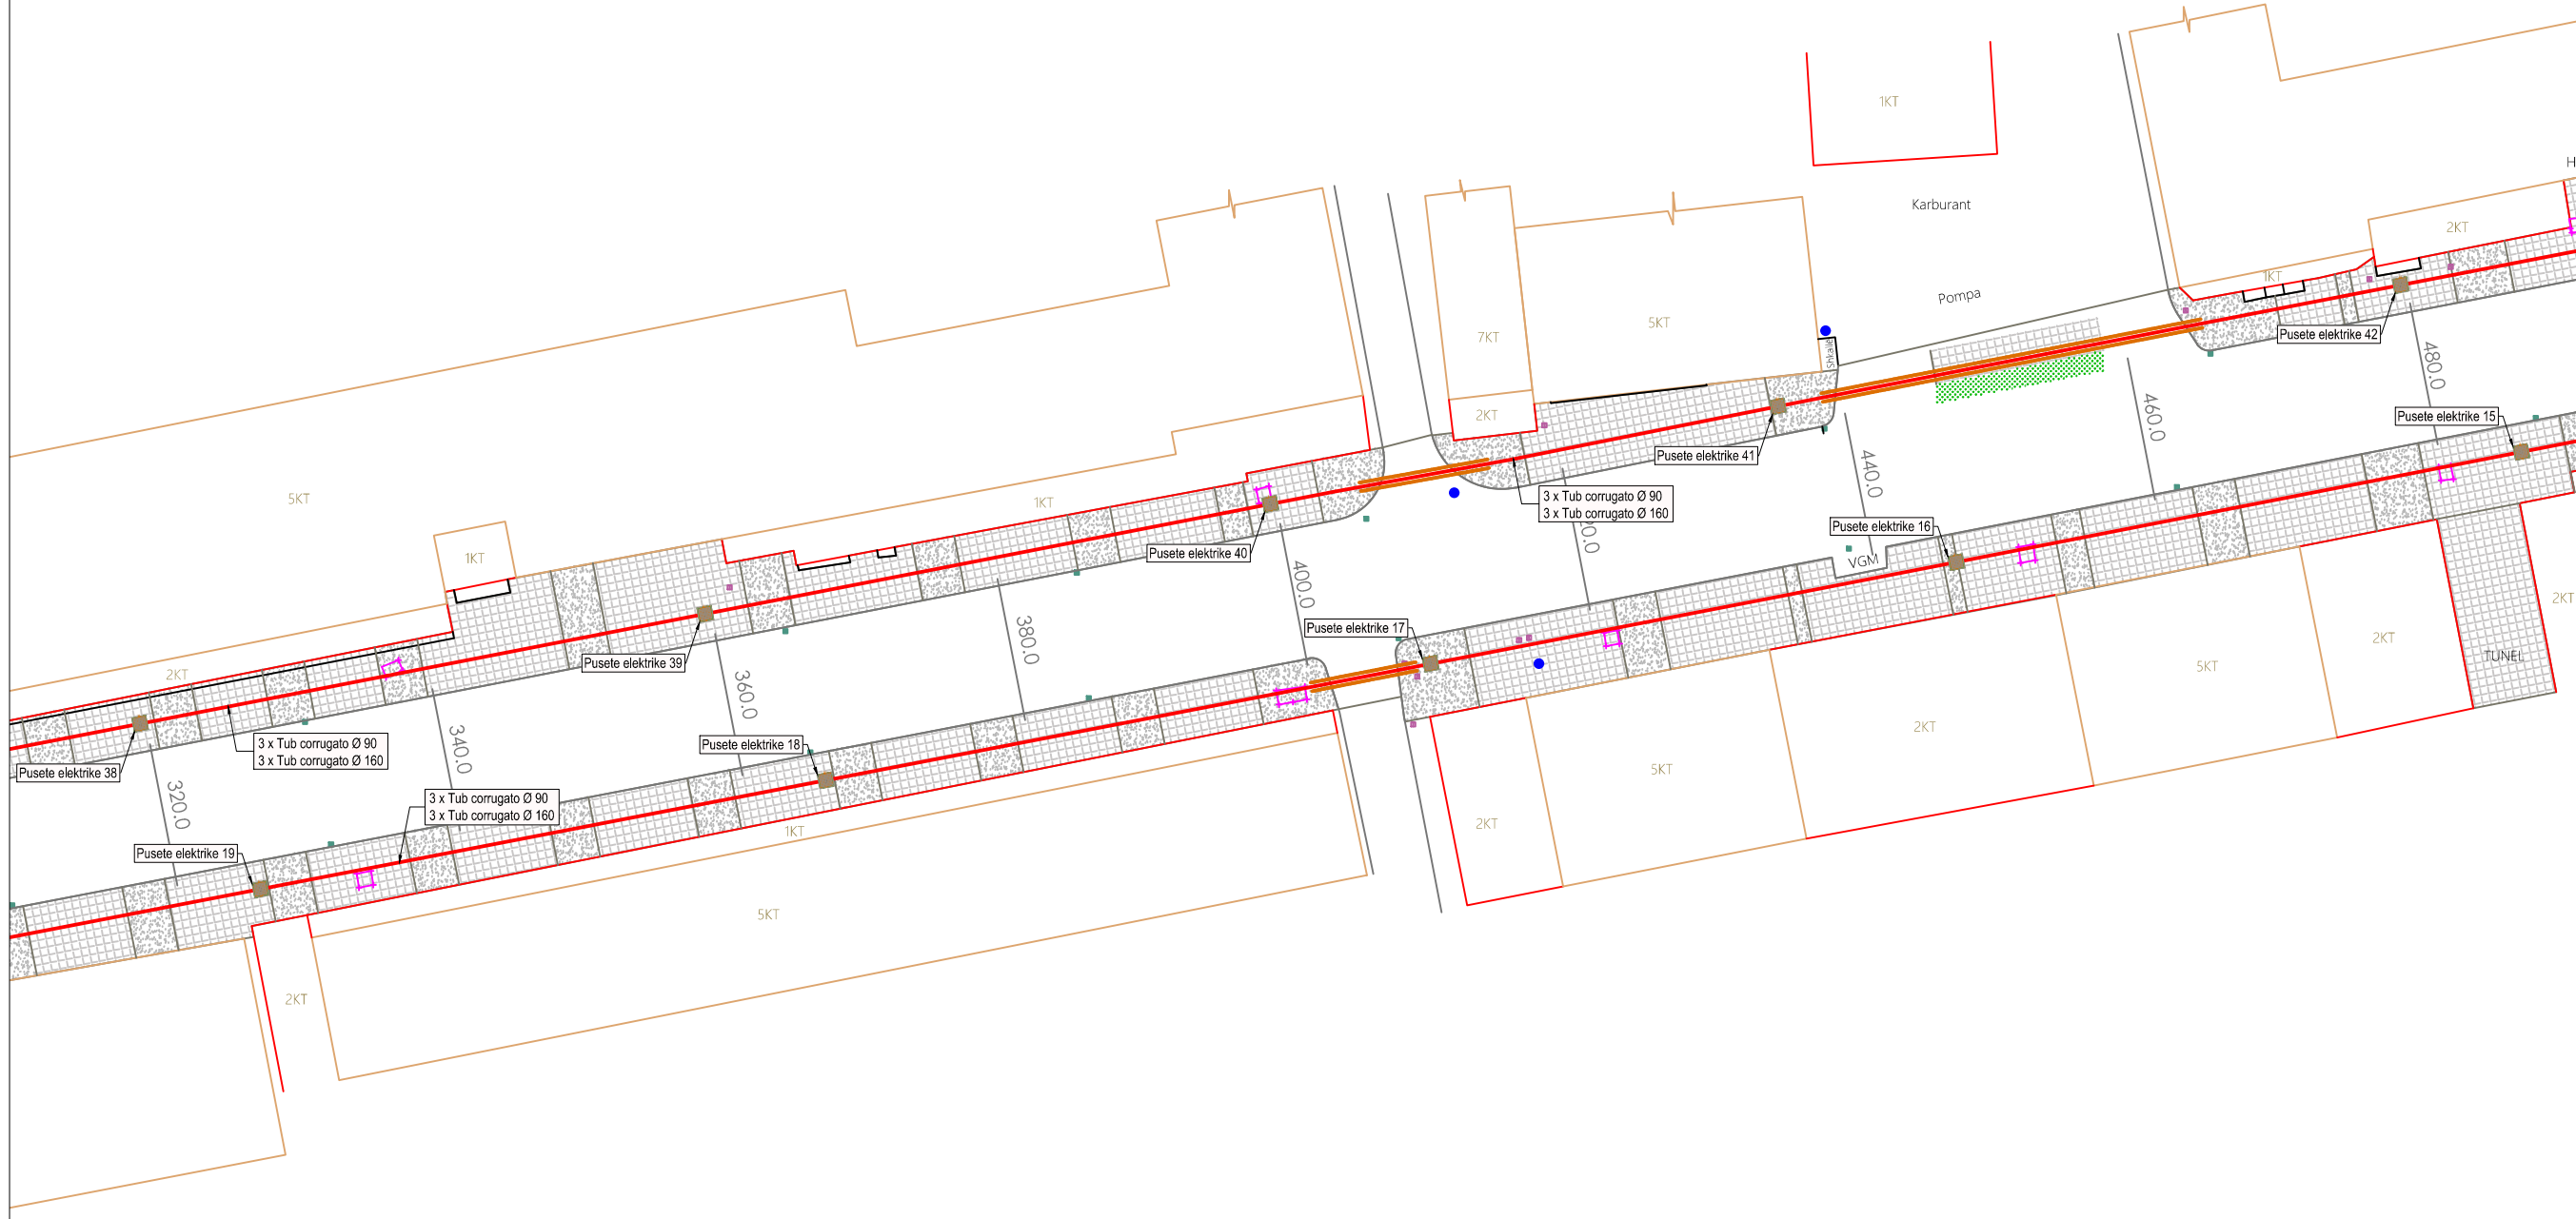 1KT
H
Karburant
2KT
1KT
Pompa
5KT
Shkalle
7KT
Pusete elektrike 42
480.0
460.0
2KT
Pusete elektrike 15
Pusete elektrike 41
440.0
5KT
1KT
3 x Tub corrugato Ø 90
3 x Tub corrugato Ø 160
Pusete elektrike 16
1KT
Pusete elektrike 40
400.0
VGM
2KT
Pusete elektrike 17
380.0
2KT
TUNEL
Pusete elektrike 39
5KT
2KT
360.0
2KT
3 x Tub corrugato Ø 90
3 x Tub corrugato Ø 160
340.0
Pusete elektrike 18
5KT
Pusete elektrike 38
320.0
3 x Tub corrugato Ø 90
3 x Tub corrugato Ø 160
1KT
2KT
Pusete elektrike 19
5KT
2KT